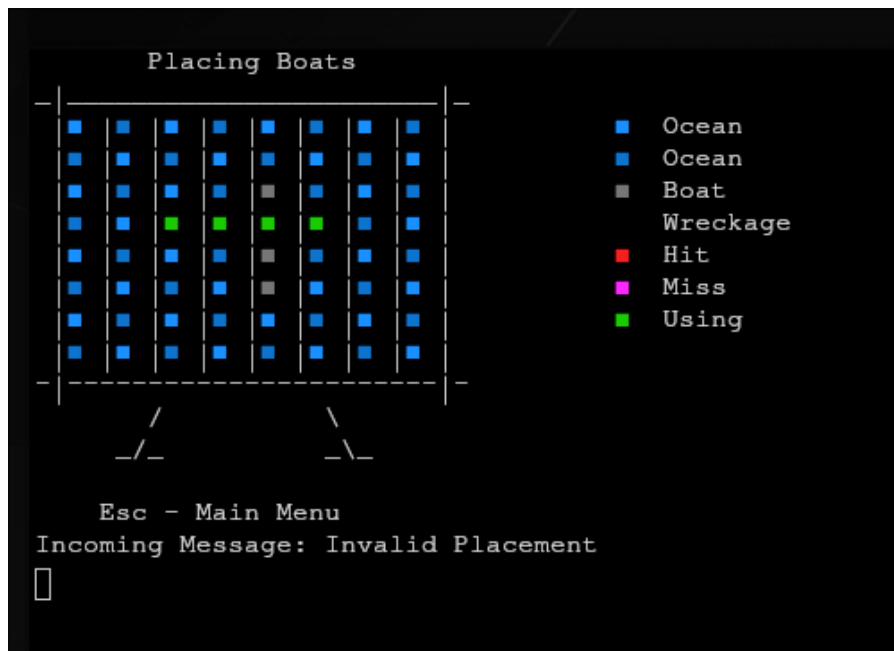 Placing Boats
Ocean
Ocean
Boat
Wreckage
Hit
Miss
Using
Esc - Main Menu
Incoming Message: Invalid Placement